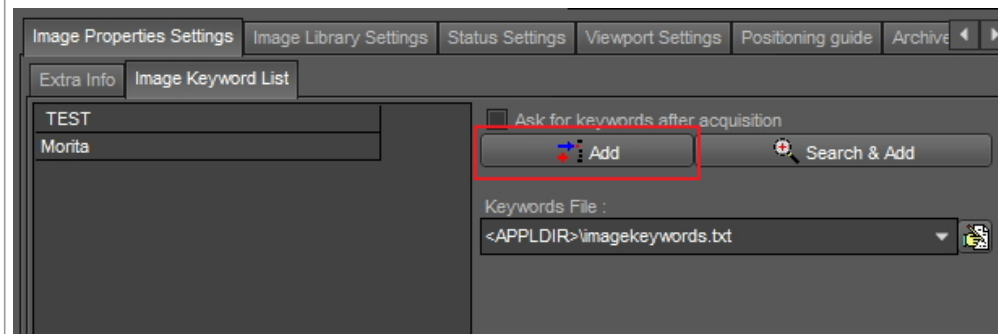 Image Properties Settings Image Library Settings Status Settings Viewport Settings Positioning guide Archive
Extra Info Image Keyword List
TEST
Morita
Ask for keywords after acquisition
Add Search & Add
Keywords File :
<APPLDIR>\imagekeywords.txt